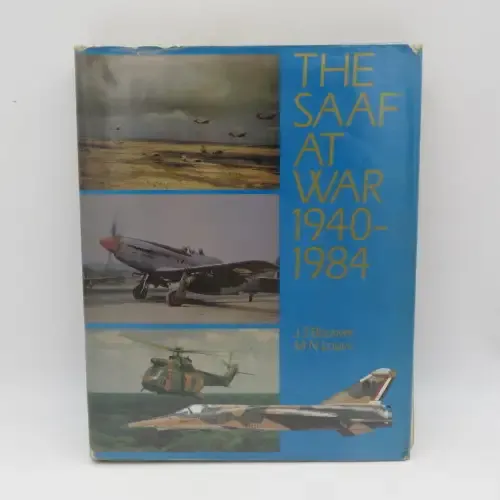 THE
SAAF
AT
WAR
1940-
1984